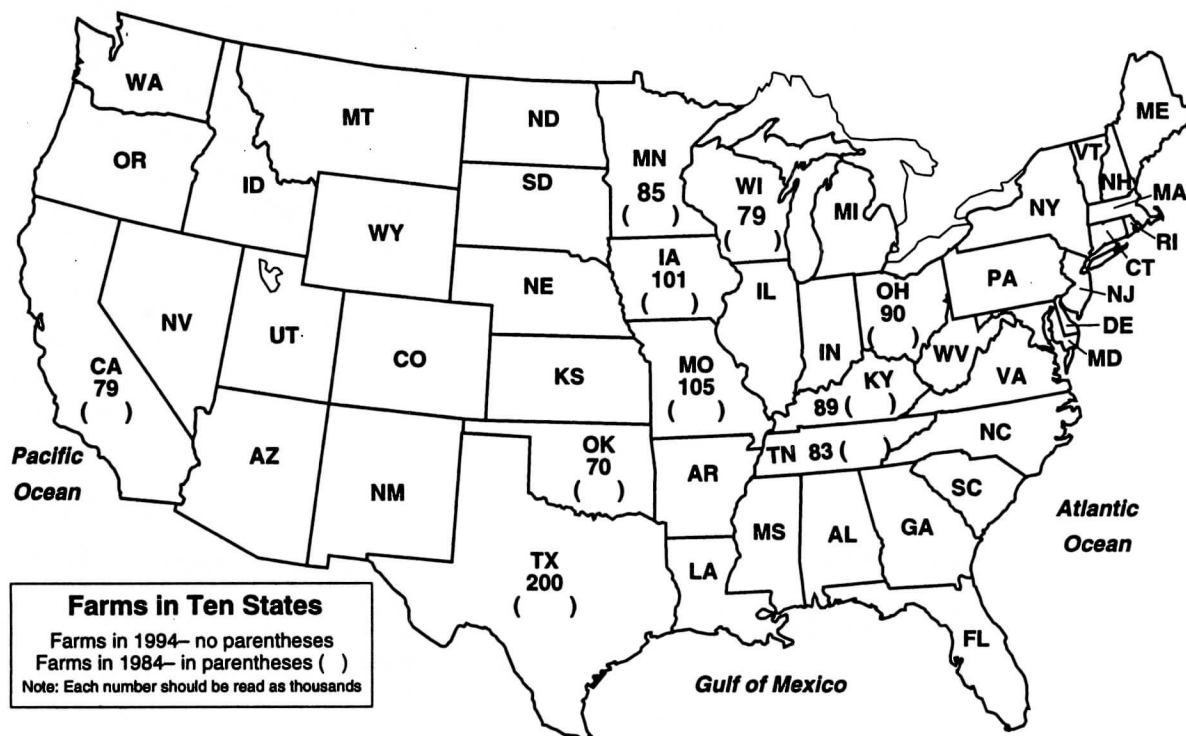 WA
MT
ND
OR
ID
SD
WY
MN
85
( )
WI
79
( )
MI
ME
VT
NH
NY
MA
RI
CT
NJ
PA
DE
MD
NV
UT
CO
NE
IA
101
( )
IL
IN
OH
90
( )
WV
VA
CA
79
( )
KS
MO
105
( )
KY
89 ( )
AZ
NM
OK
70
( )
AR
TN 83 ( )
NC
SC
MS
AL
GA
TX
200
( )
LA
FL
Pacific
Ocean
Atlantic
Ocean
Gulf of Mexico
Farms in Ten States
Farms in 1994– no parentheses
Farms in 1984– in parentheses ( )
Note: Each number should be read as thousands